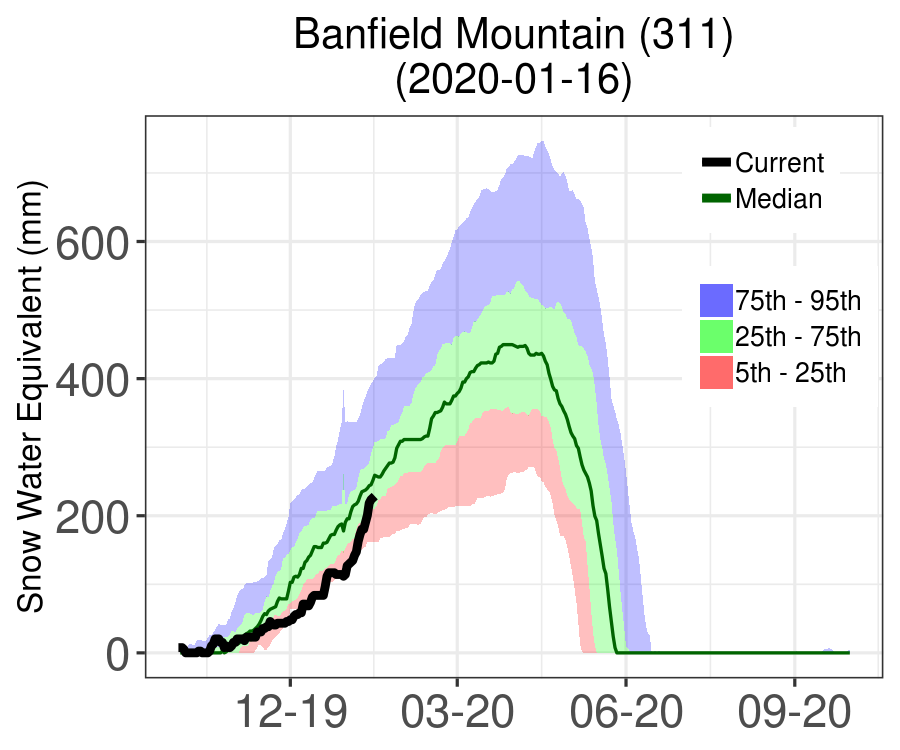 Banfield Mountain (311)
(2020-01-16)
Snow Water Equivalent (mm)
600
400
200
0
12-19
03-20
06-20
09-20
Current
Median
75th - 95th
25th - 75th
5th - 25th